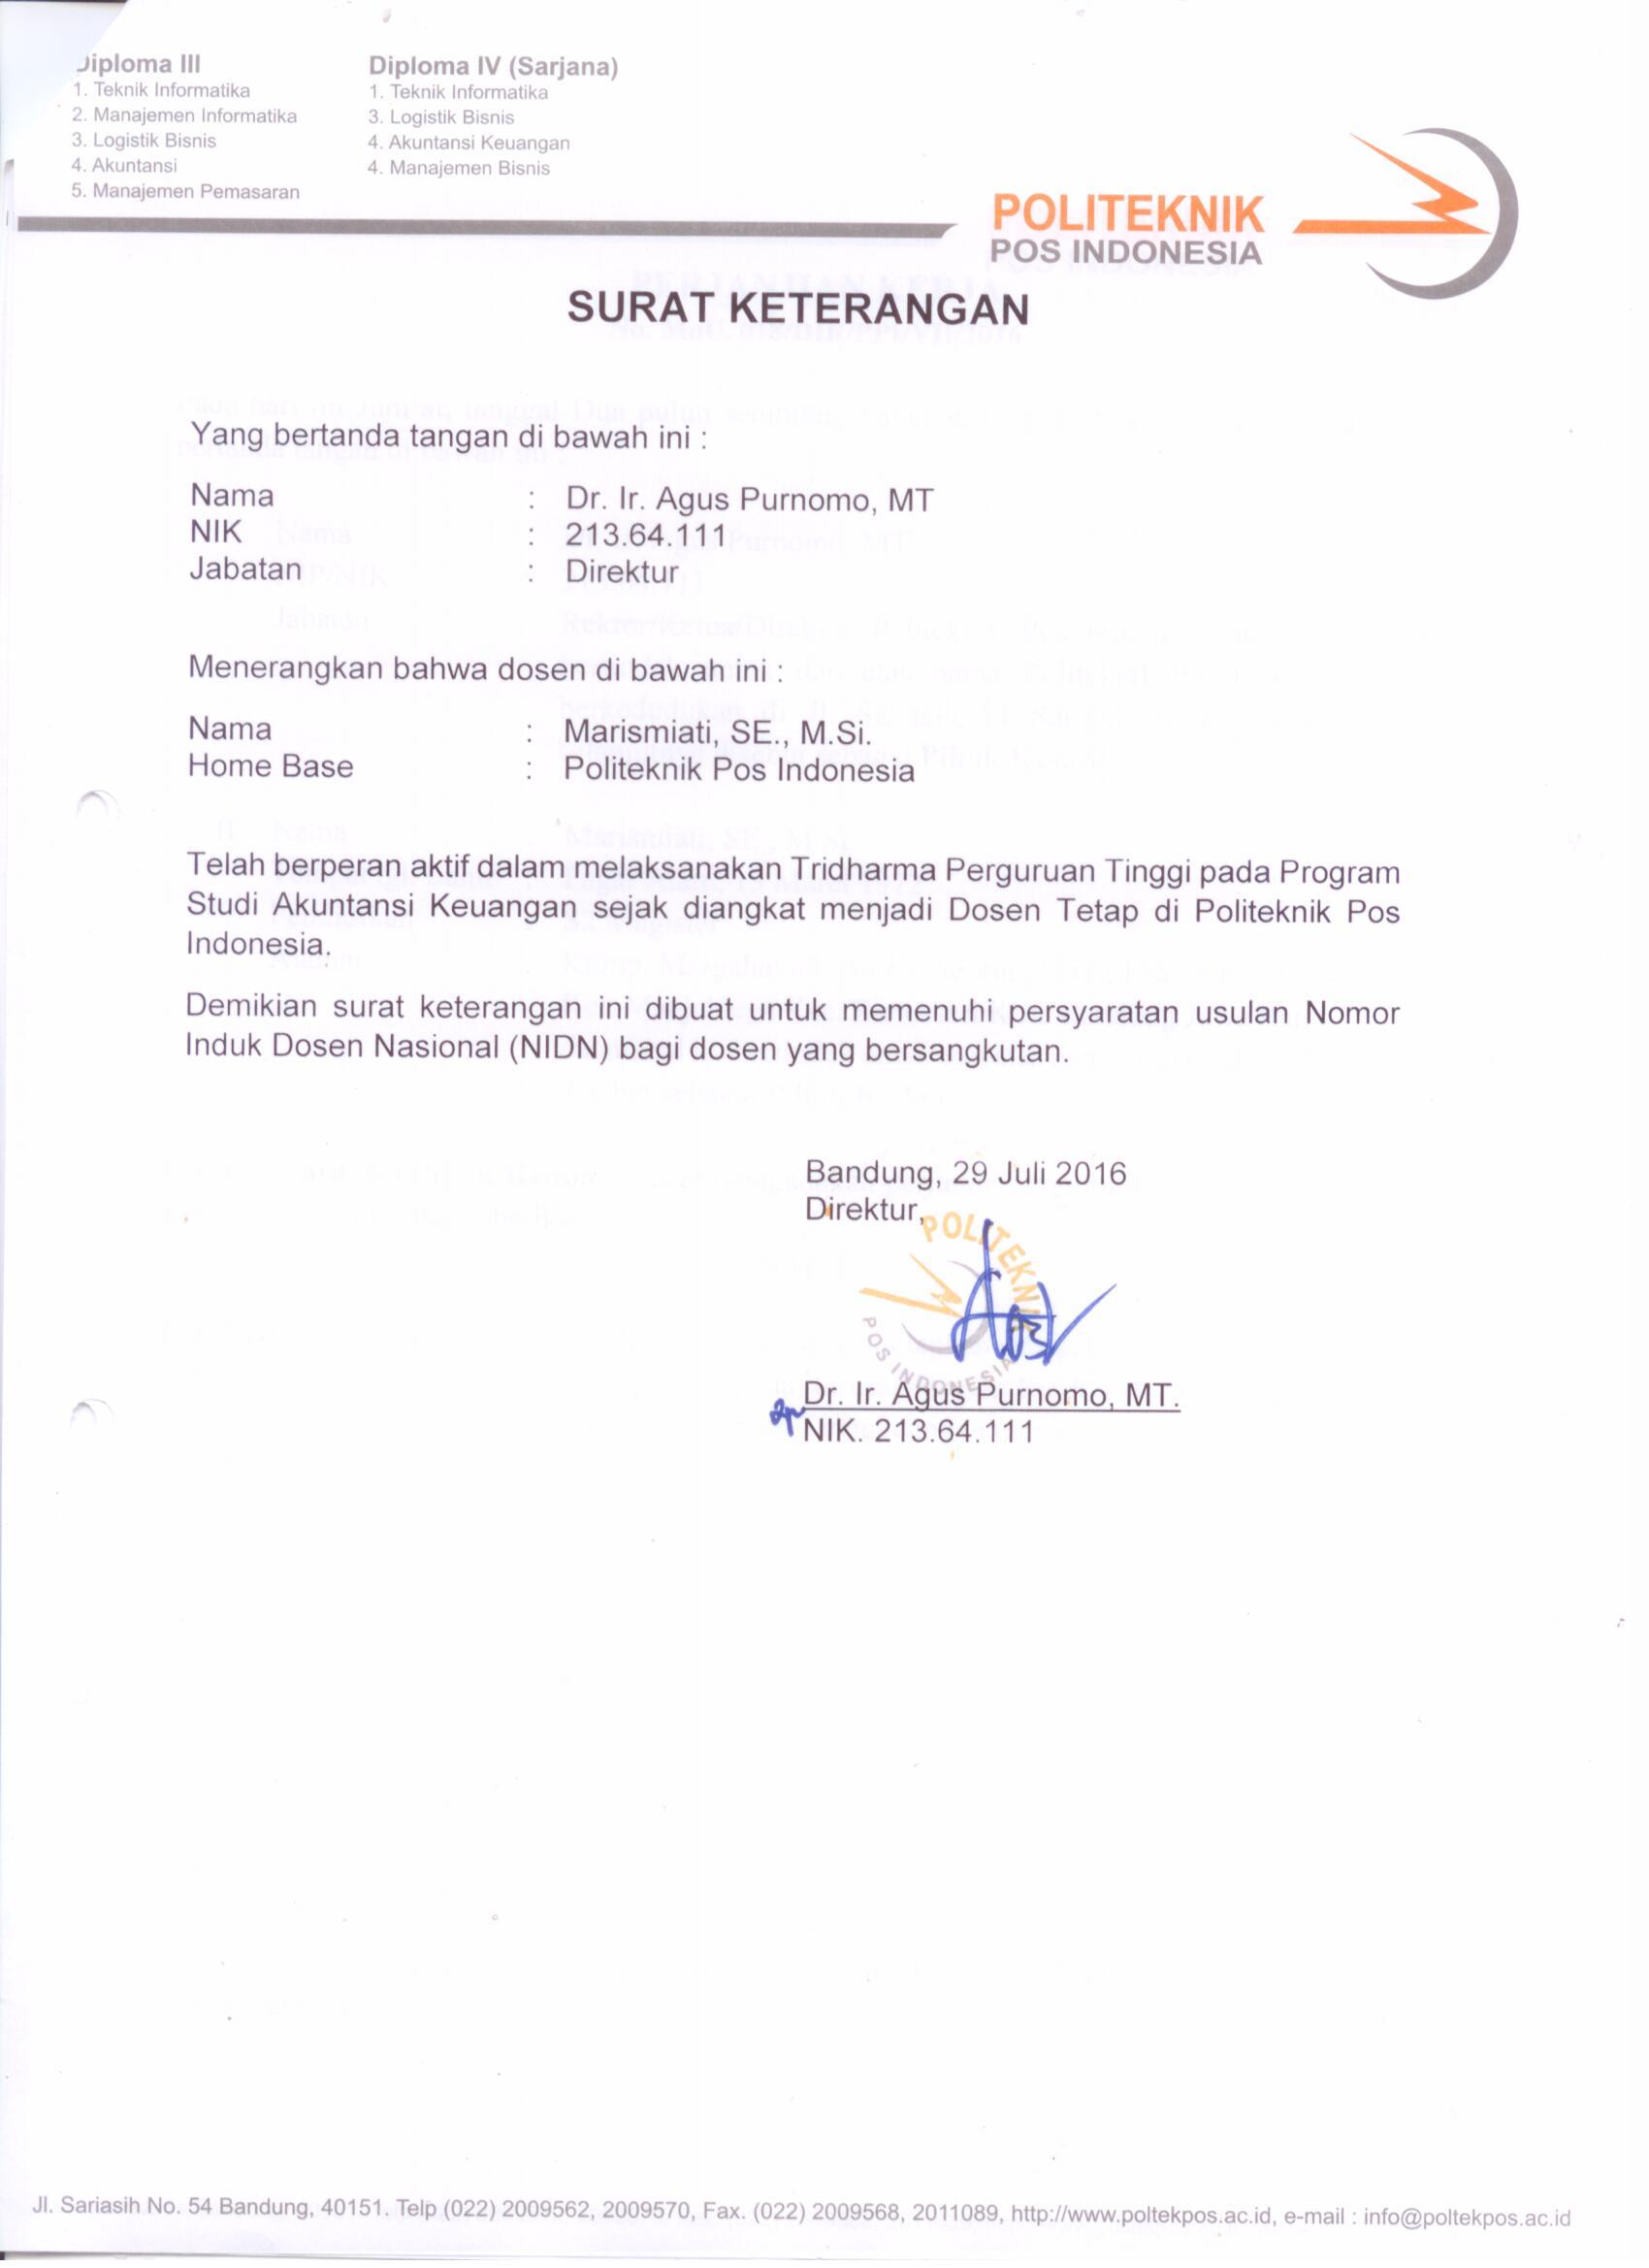 Diploma III
1. Teknik Informatika
2. Manajemen Informatika
3. Logistik Bisnis
4. Akuntansi
5. Manajemen Pemasaran
Diploma IV (Sarjana)
1. Teknik Informatika
3. Logistik Bisnis
4. Akuntansi Keuangan
4. Manajemen Bisnis
POLITEKNIK
POS INDONESIA
SURAT KETERANGAN
Yang bertanda tangan di bawah ini :
Nama : Dr. Ir. Agus Purnomo, MT
NIK : 213.64.111
Jabatan : Direktur
Menerangkan bahwa dosen di bawah ini :
Nama : Marismiati, SE., M.Si.
Home Base : Politeknik Pos Indonesia
Telah berperan aktif dalam melaksanakan Tridharma Perguruan Tinggi pada Program
Studi Akuntansi Keuangan sejak diangkat menjadi Dosen Tetap di Politeknik Pos
Indonesia.
Demikian surat keterangan ini dibuat untuk memenuhi persyaratan usulan Nomor
Induk Dosen Nasional (NIDN) bagi dosen yang bersangkutan.
Bandung, 29 Juli 2016
Direktur,
POLITEKNIK
POS INDONESIA
Dr. Ir. Agus Purnomo, MT.
NIK. 213.64.111
Jl. Sariasih No. 54 Bandung, 40151. Telp (022) 2009562, 2009570, Fax. (022) 2009568, 2011089, http://www.poltekpos.ac.id, e-mail : info@poltekpos.ac.id